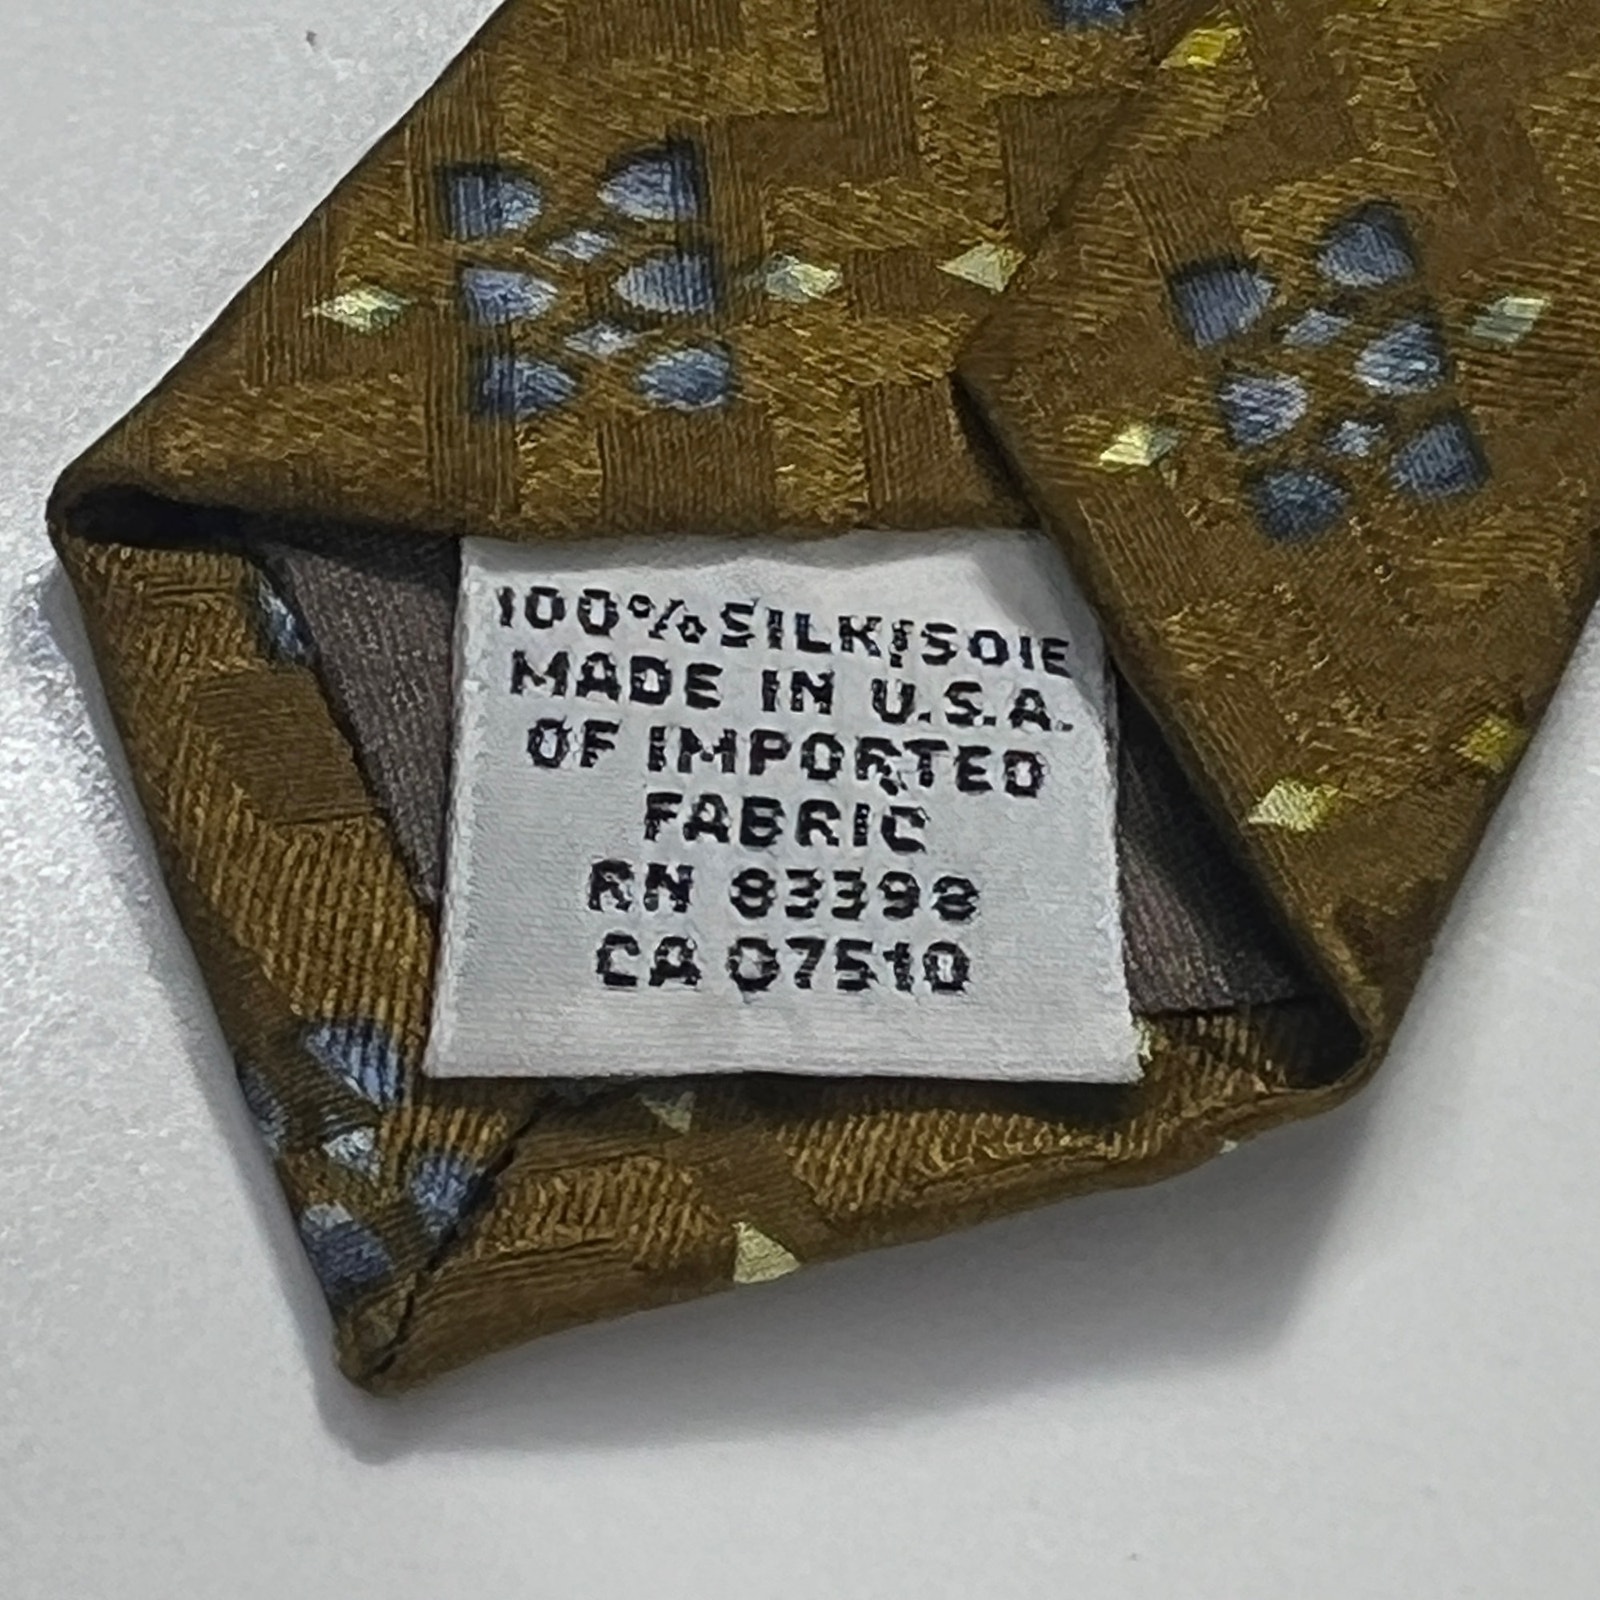 100% SILK/SOIE
MADE IN U.S.A.
OF IMPORTED
FABRIC
RN 83398
CA 07510